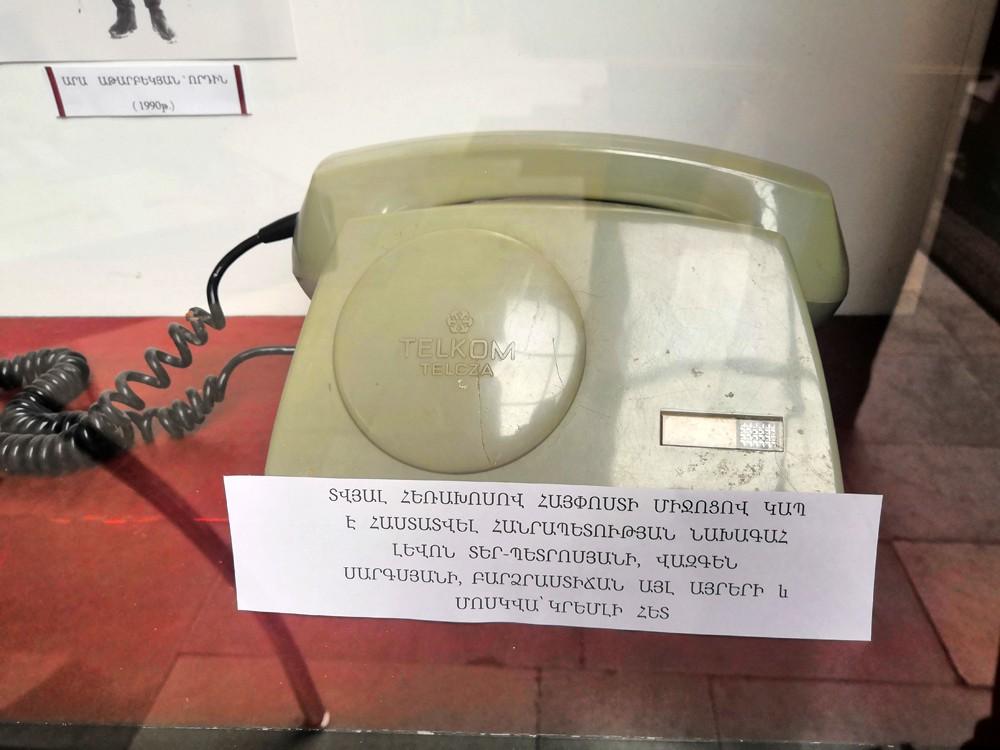 ԱՐԱ ԱԹԱՐԲԵԿՅԱՆ՝ ՈՐԴԻՆ
(1990թ.)
TELKOM
TELCZA
ՏՎՅԱԼ ՀԵՌԱԽՈՍՈՎ ՀԱՅՓՈՍՏԻ ՄԻՋՈՑՈՎ ԿԱՊ
Է ՀԱՍՏԱՏՎԵԼ ՀԱՆՐԱՊԵՏՈՒԹՅԱՆ ՆԱԽԱԳԱՀ
ԼԵՎՈՆ ՏԵՐ-ՊԵՏՐՈՍՅԱՆԻ, ՎԱԶԳԵՆ
ՍԱՐԳՍՅԱՆԻ, ԲԱՐՁՐԱՍՏԻՃԱՆ ԱՅԼ ԱՅՐԵՐԻ և
ՄՈՍԿՎԱ՝ ԿՐԵՄԼԻ ՀԵՏ